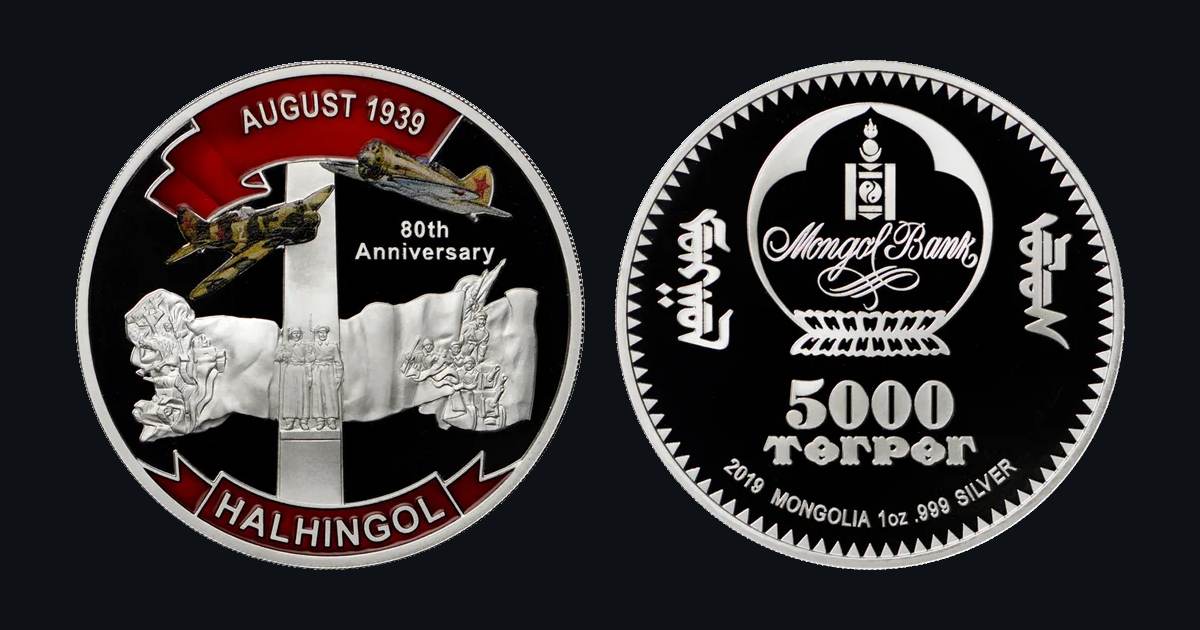 AUGUST 1939
80th
Anniversary
HALHINGOL
Mongol Bank
5000
ТӨГРӨГ
2019 MONGOLIA 1oz .999 SILVER